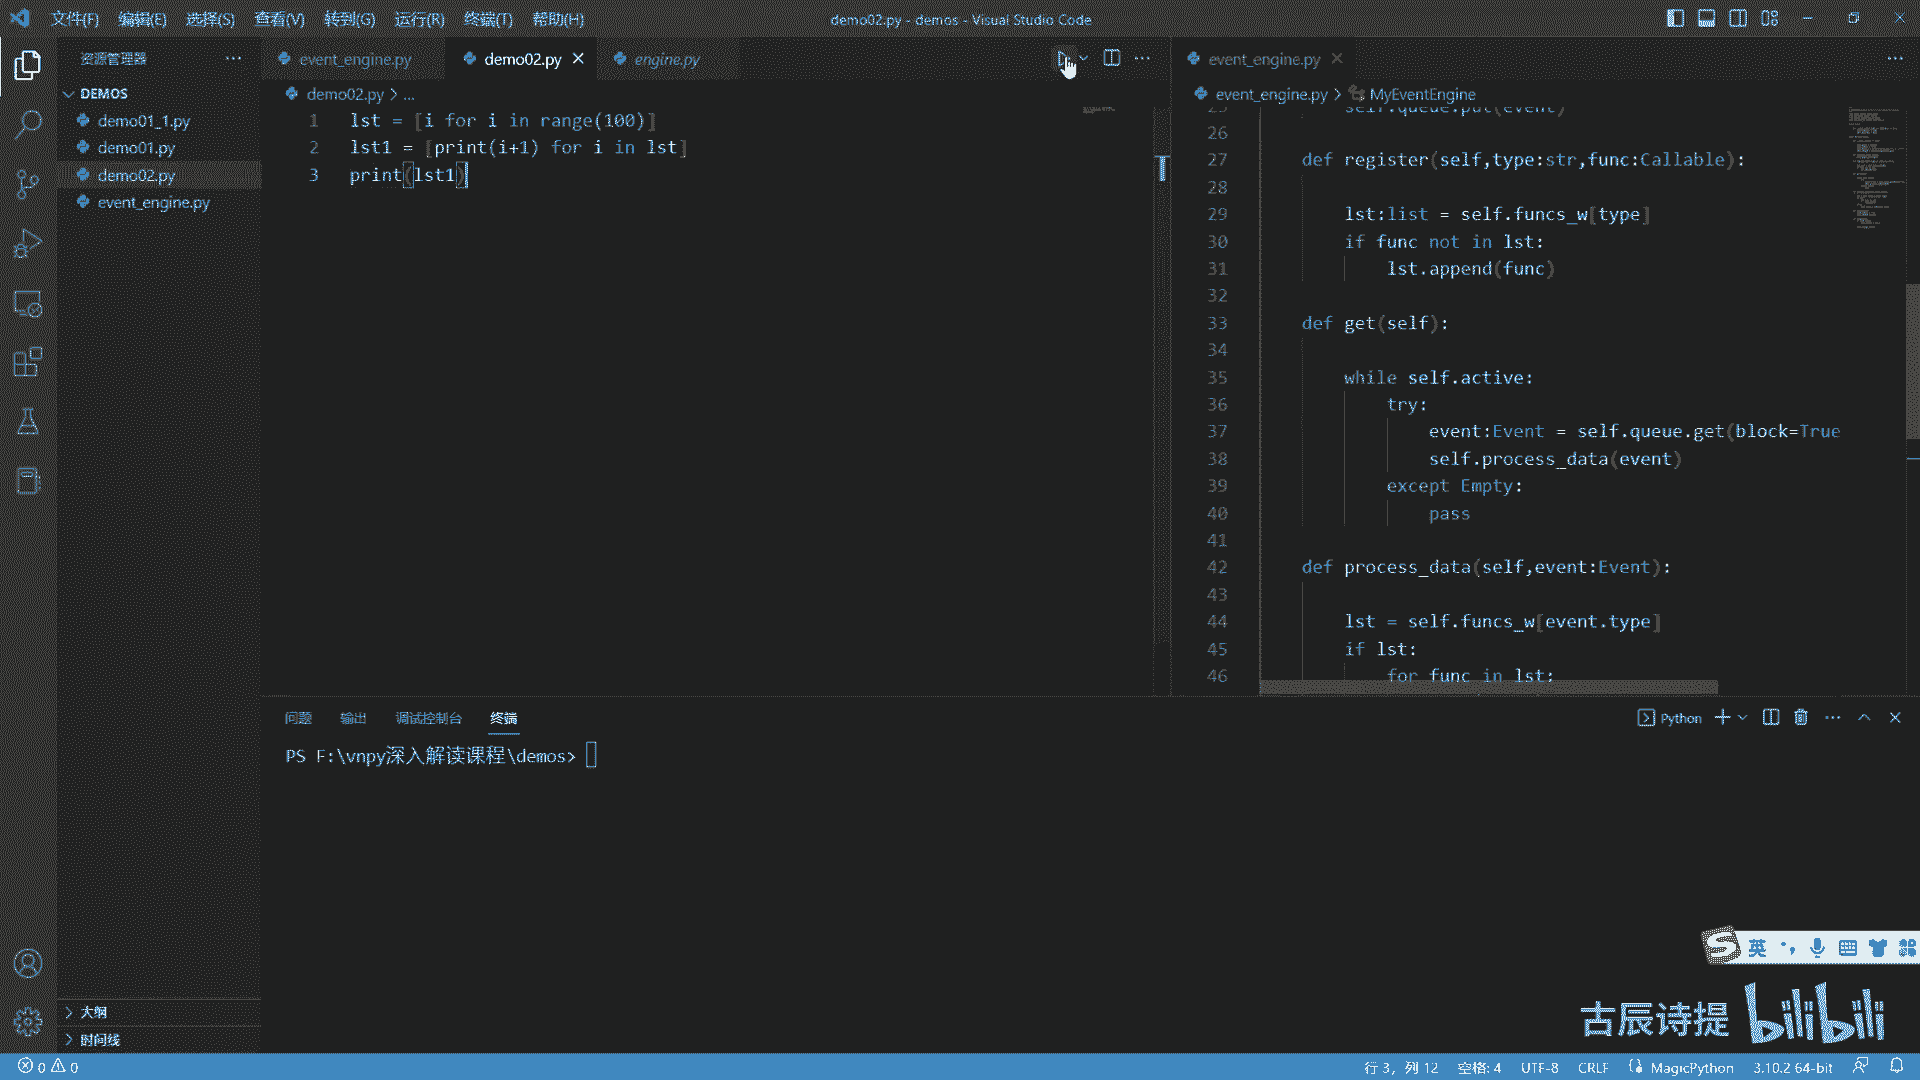 文件(F) 编辑(E) 选择(S) 查看(V) 转到(G) 运行(R) 终端(T) 帮助(H)
demo02.py - demos - Visual Studio Code
资源管理器
DEMOS
demo01_1.py
demo01.py
demo02.py
event_engine.py
大纲
时间线
event_engine.py demo02.py engine.py
demo02.py > ...
1 lst = [i for i in range(100)]
2 lst1 = [print(i+1) for i in lst]
3 print(lst1)
event_engine.py
event_engine.py > MyEventEngine
25 self.queue.put(event)
26
27 def register(self,type:str,func:Callable):
28
29 lst:list = self.funcs_w[type]
30 if func not in lst:
31 lst.append(func)
32
33 def get(self):
34
35 while self.active:
36 try:
37 event:Event = self.queue.get(block=True
38 self.process_data(event)
39 except Empty:
40 pass
41
42 def process_data(self,event:Event):
43
44 lst = self.funcs_w[event.type]
45 if lst:
46 for func in lst:
问题 输出 调试控制台 终端
Python
PS F:\vnpy深入解读课程\demos>
英
古辰诗提 bilibili
0 0
行 3，列 12 空格: 4 UTF-8 CRLF MagicPython 3.10.2 64-bit